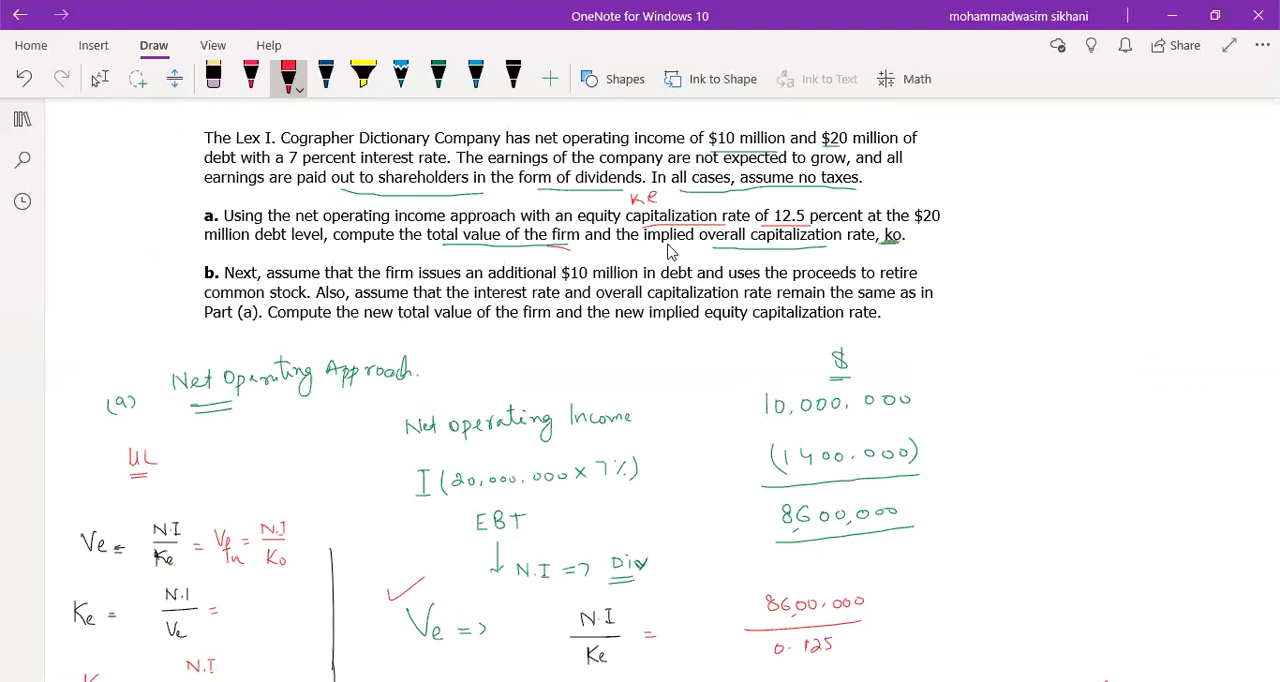 OneNote for Windows 10
mohammadwasim sikhani
Home Insert Draw View Help
Share
Shapes
Ink to Shape
Ink to Text
Math
The Lex I. Cographer Dictionary Company has net operating income of $10 million and $20 million of
debt with a 7 percent interest rate. The earnings of the company are not expected to grow, and all
earnings are paid out to shareholders in the form of dividends. In all cases, assume no taxes.
Ke
a. Using the net operating income approach with an equity capitalization rate of 12.5 percent at the $20
million debt level, compute the total value of the firm and the implied overall capitalization rate, ko.
b. Next, assume that the firm issues an additional $10 million in debt and uses the proceeds to retire
common stock. Also, assume that the interest rate and overall capitalization rate remain the same as in
Part (a). Compute the new total value of the firm and the new implied equity capitalization rate.
(a) Net Operating Approach.
$
Net operating Income 10,000,000
UL
I (20,000,000 x 7%) (1400,000)
EBT 8600,000
N.I => Div
Ve = N.I / Ke = N.I / Ko
Ke = N.I / Ve =
Ve => N.I / Ke = 8600,000 / 0.125
N.I